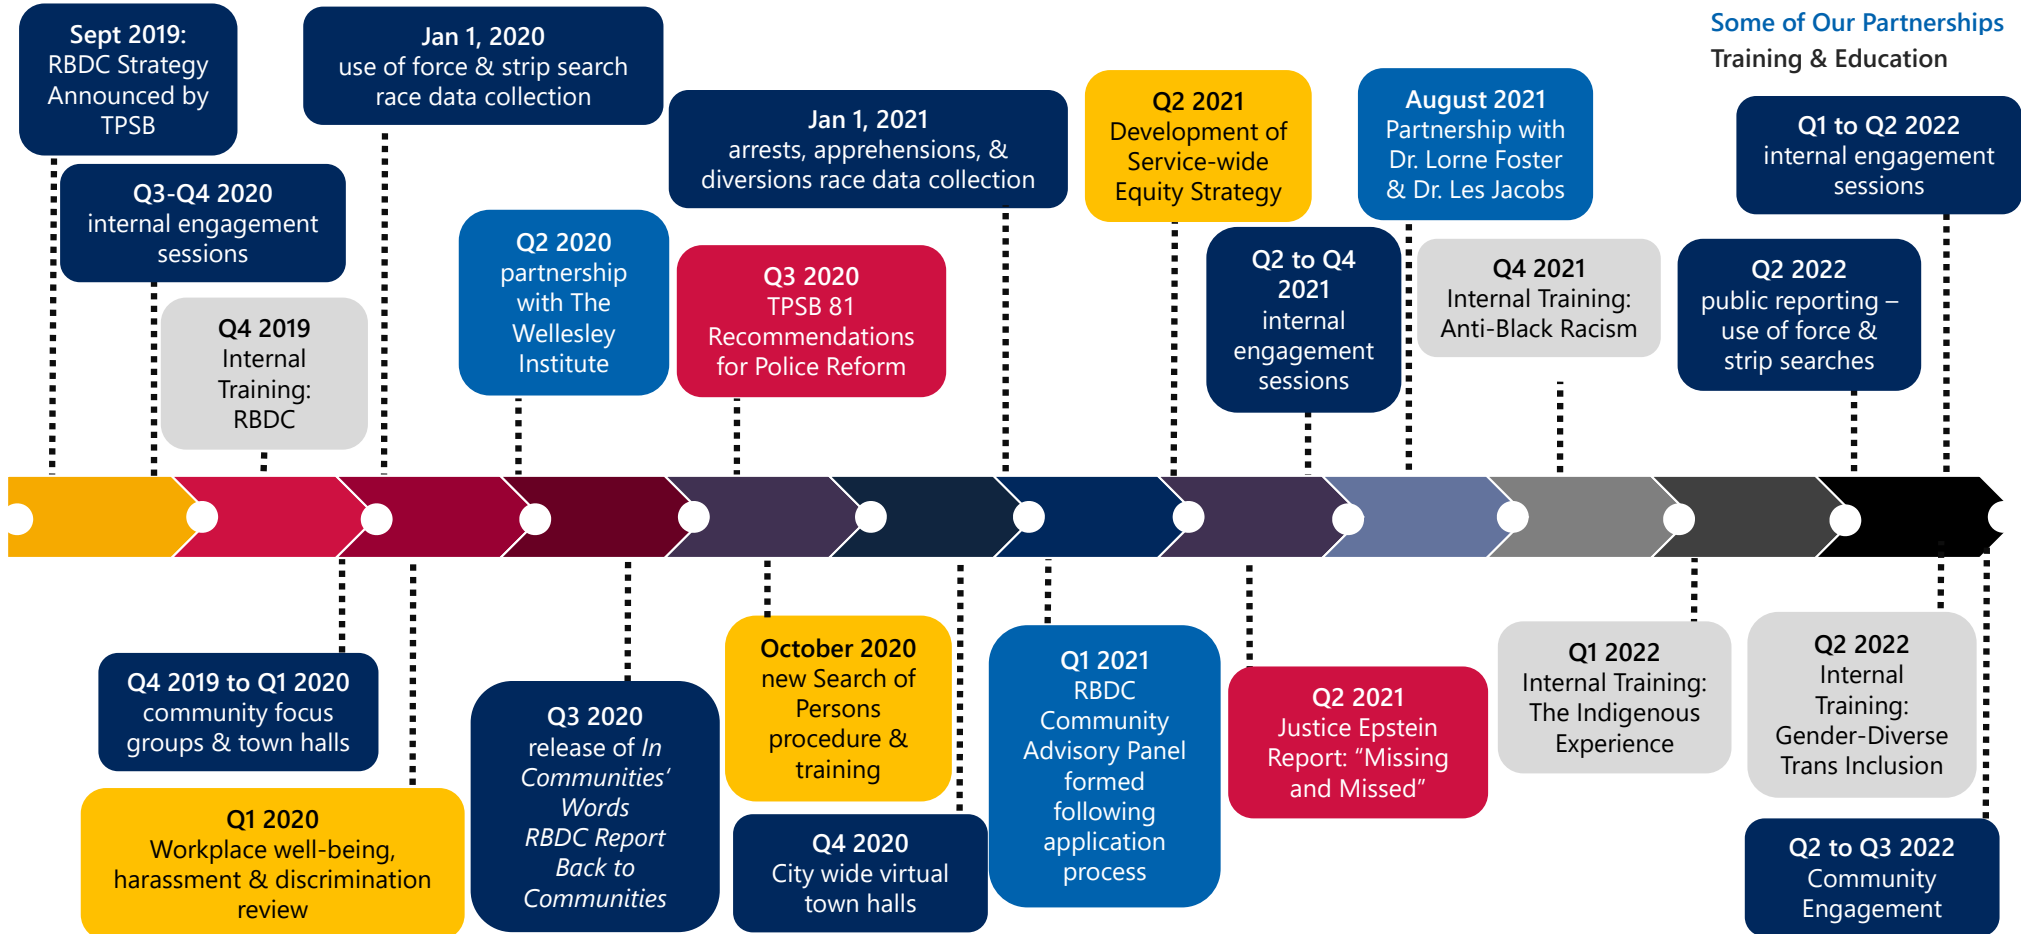 Some of Our Partnerships
Training & Education
Sept 2019:
RBDC Strategy
Announced by
TPSB
Q3-Q4 2020
internal engagement
sessions
Q4 2019
Internal
Training:
RBDC
Jan 1, 2020
use of force & strip search
race data collection
Q2 2020
partnership
with The
Wellesley
Institute
Q3 2020
TPSB 81
Recommendations
for Police Reform
Jan 1, 2021
arrests, apprehensions, &
diversions race data collection
Q2 2021
Development of
Service-wide
Equity Strategy
Q2 to Q4
2021
internal
engagement
sessions
August 2021
Partnership with
Dr. Lorne Foster
& Dr. Les Jacobs
Q4 2021
Internal Training:
Anti-Black Racism
Q1 to Q2 2022
internal engagement
sessions
Q2 2022
public reporting –
use of force &
strip searches
Q4 2019 to Q1 2020
community focus
groups & town halls
Q1 2020
Workplace well-being,
harassment & discrimination
review
Q3 2020
release of In
Communities’
Words
RBDC Report
Back to
Communities
October 2020
new Search of
Persons
procedure &
training
Q4 2020
City wide virtual
town halls
Q1 2021
RBDC
Community
Advisory Panel
formed
following
application
process
Q2 2021
Justice Epstein
Report: “Missing
and Missed”
Q1 2022
Internal Training:
The Indigenous
Experience
Q2 2022
Internal
Training:
Gender-Diverse
Trans Inclusion
Q2 to Q3 2022
Community
Engagement